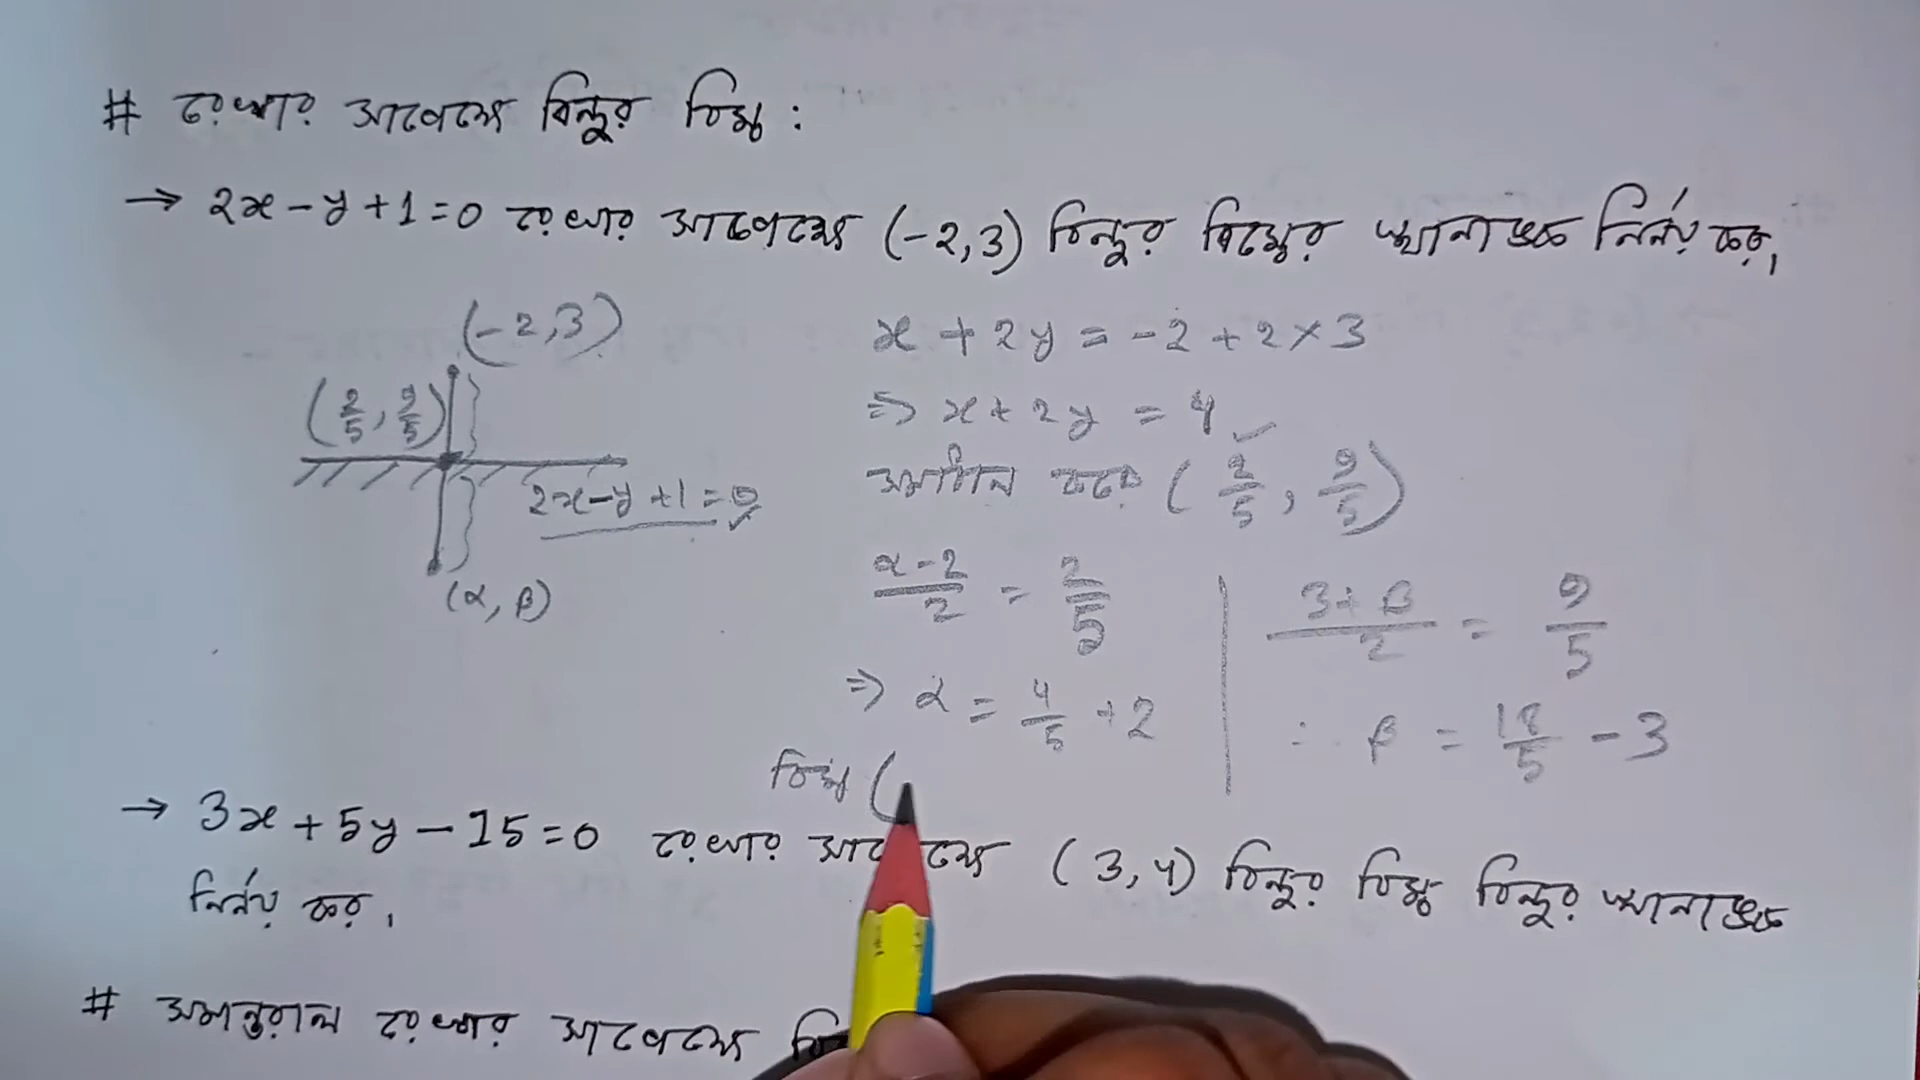 # রেখার সাপেক্ষে বিন্দুর বিম্ব :
→ 2x - y + 1 = 0 রেখার সাপেক্ষে (-2, 3) বিন্দুর বিম্বের স্থানাঙ্ক নির্ণয় কর,
(-2, 3)
(2/5, 9/5)
2x - y + 1 = 0
(α, β)
x + 2y = -2 + 2 × 3
⇒ x + 2y = 4
সমাধান করে (2/5, 9/5)
(α - 2)/2 = 2/5
⇒ α = 4/5 + 2
(3 + β)/2 = 9/5
∴ β = 18/5 - 3
বিম্ব (
→ 3x + 5y - 15 = 0 রেখার সাপেক্ষে (3, 4) বিন্দুর বিম্ব বিন্দুর স্থানাঙ্ক
নির্ণয় কর,
# সমান্তরাল রেখার সাপেক্ষে